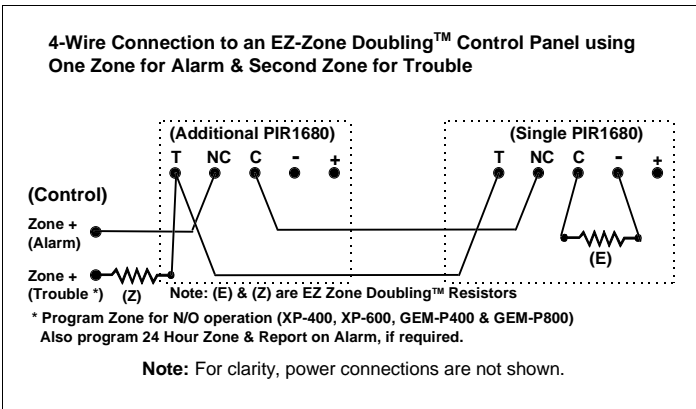 4-Wire Connection to an EZ-Zone Doubling™ Control Panel using
One Zone for Alarm & Second Zone for Trouble
(Additional PIR1680) (Single PIR1680)
T NC C - + T NC C - +
(Control)
Zone +
(Alarm)
Zone +
(Trouble *) (Z)
(E)
Note: (E) & (Z) are EZ Zone Doubling™ Resistors
* Program Zone for N/O operation (XP-400, XP-600, GEM-P400 & GEM-P800)
Also program 24 Hour Zone & Report on Alarm, if required.
Note: For clarity, power connections are not shown.